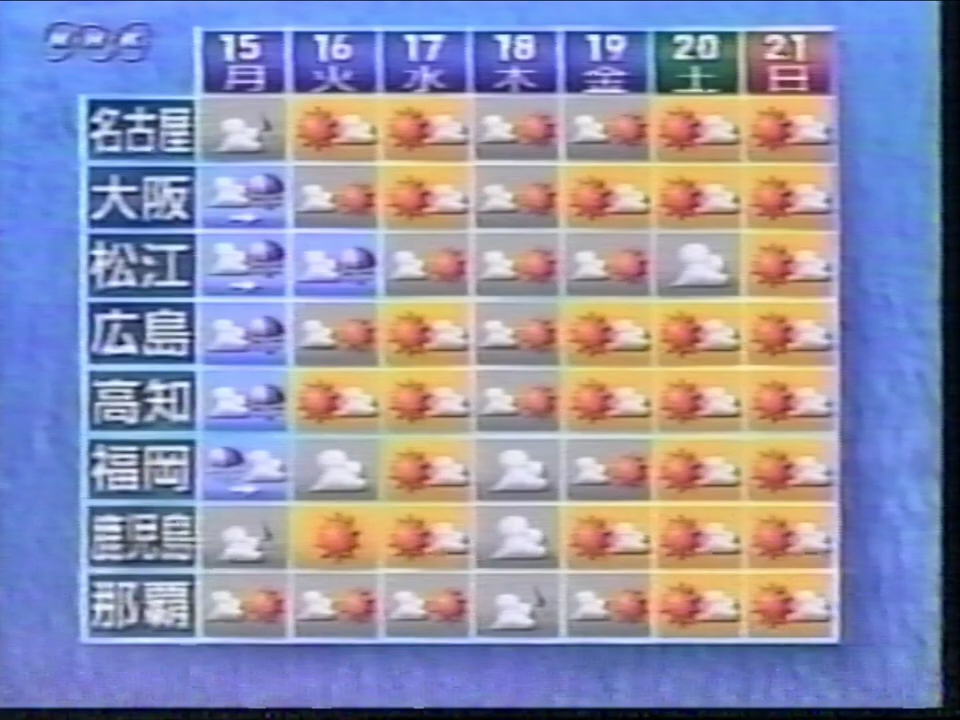 NHK
15 16 17 18 19 20 21
月 火 水 木 金 土 日
名古屋
大阪
松江
広島
高知
福岡
鹿児島
那覇